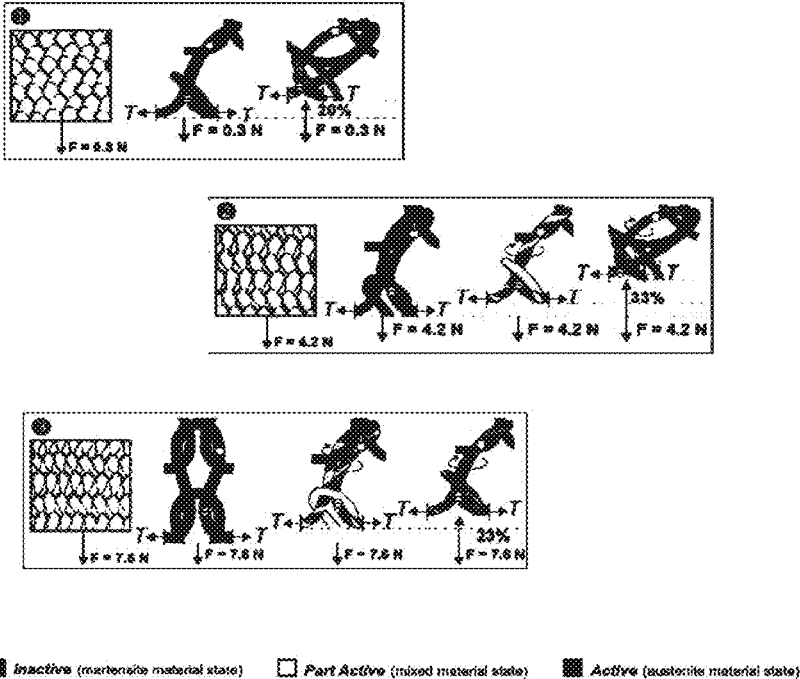 T T T T
20%
F = 0.3 N F = 0.3 N F = 0.3 N
T T T T T T
33%
F = 4.2 N F = 4.2 N F = 4.2 N F = 4.2 N
T T T T T T
23%
F = 7.6 N F = 7.6 N F = 7.6 N F = 7.6 N
Inactive (martensite material state) Part Active (mixed material state) Active (austenite material state)